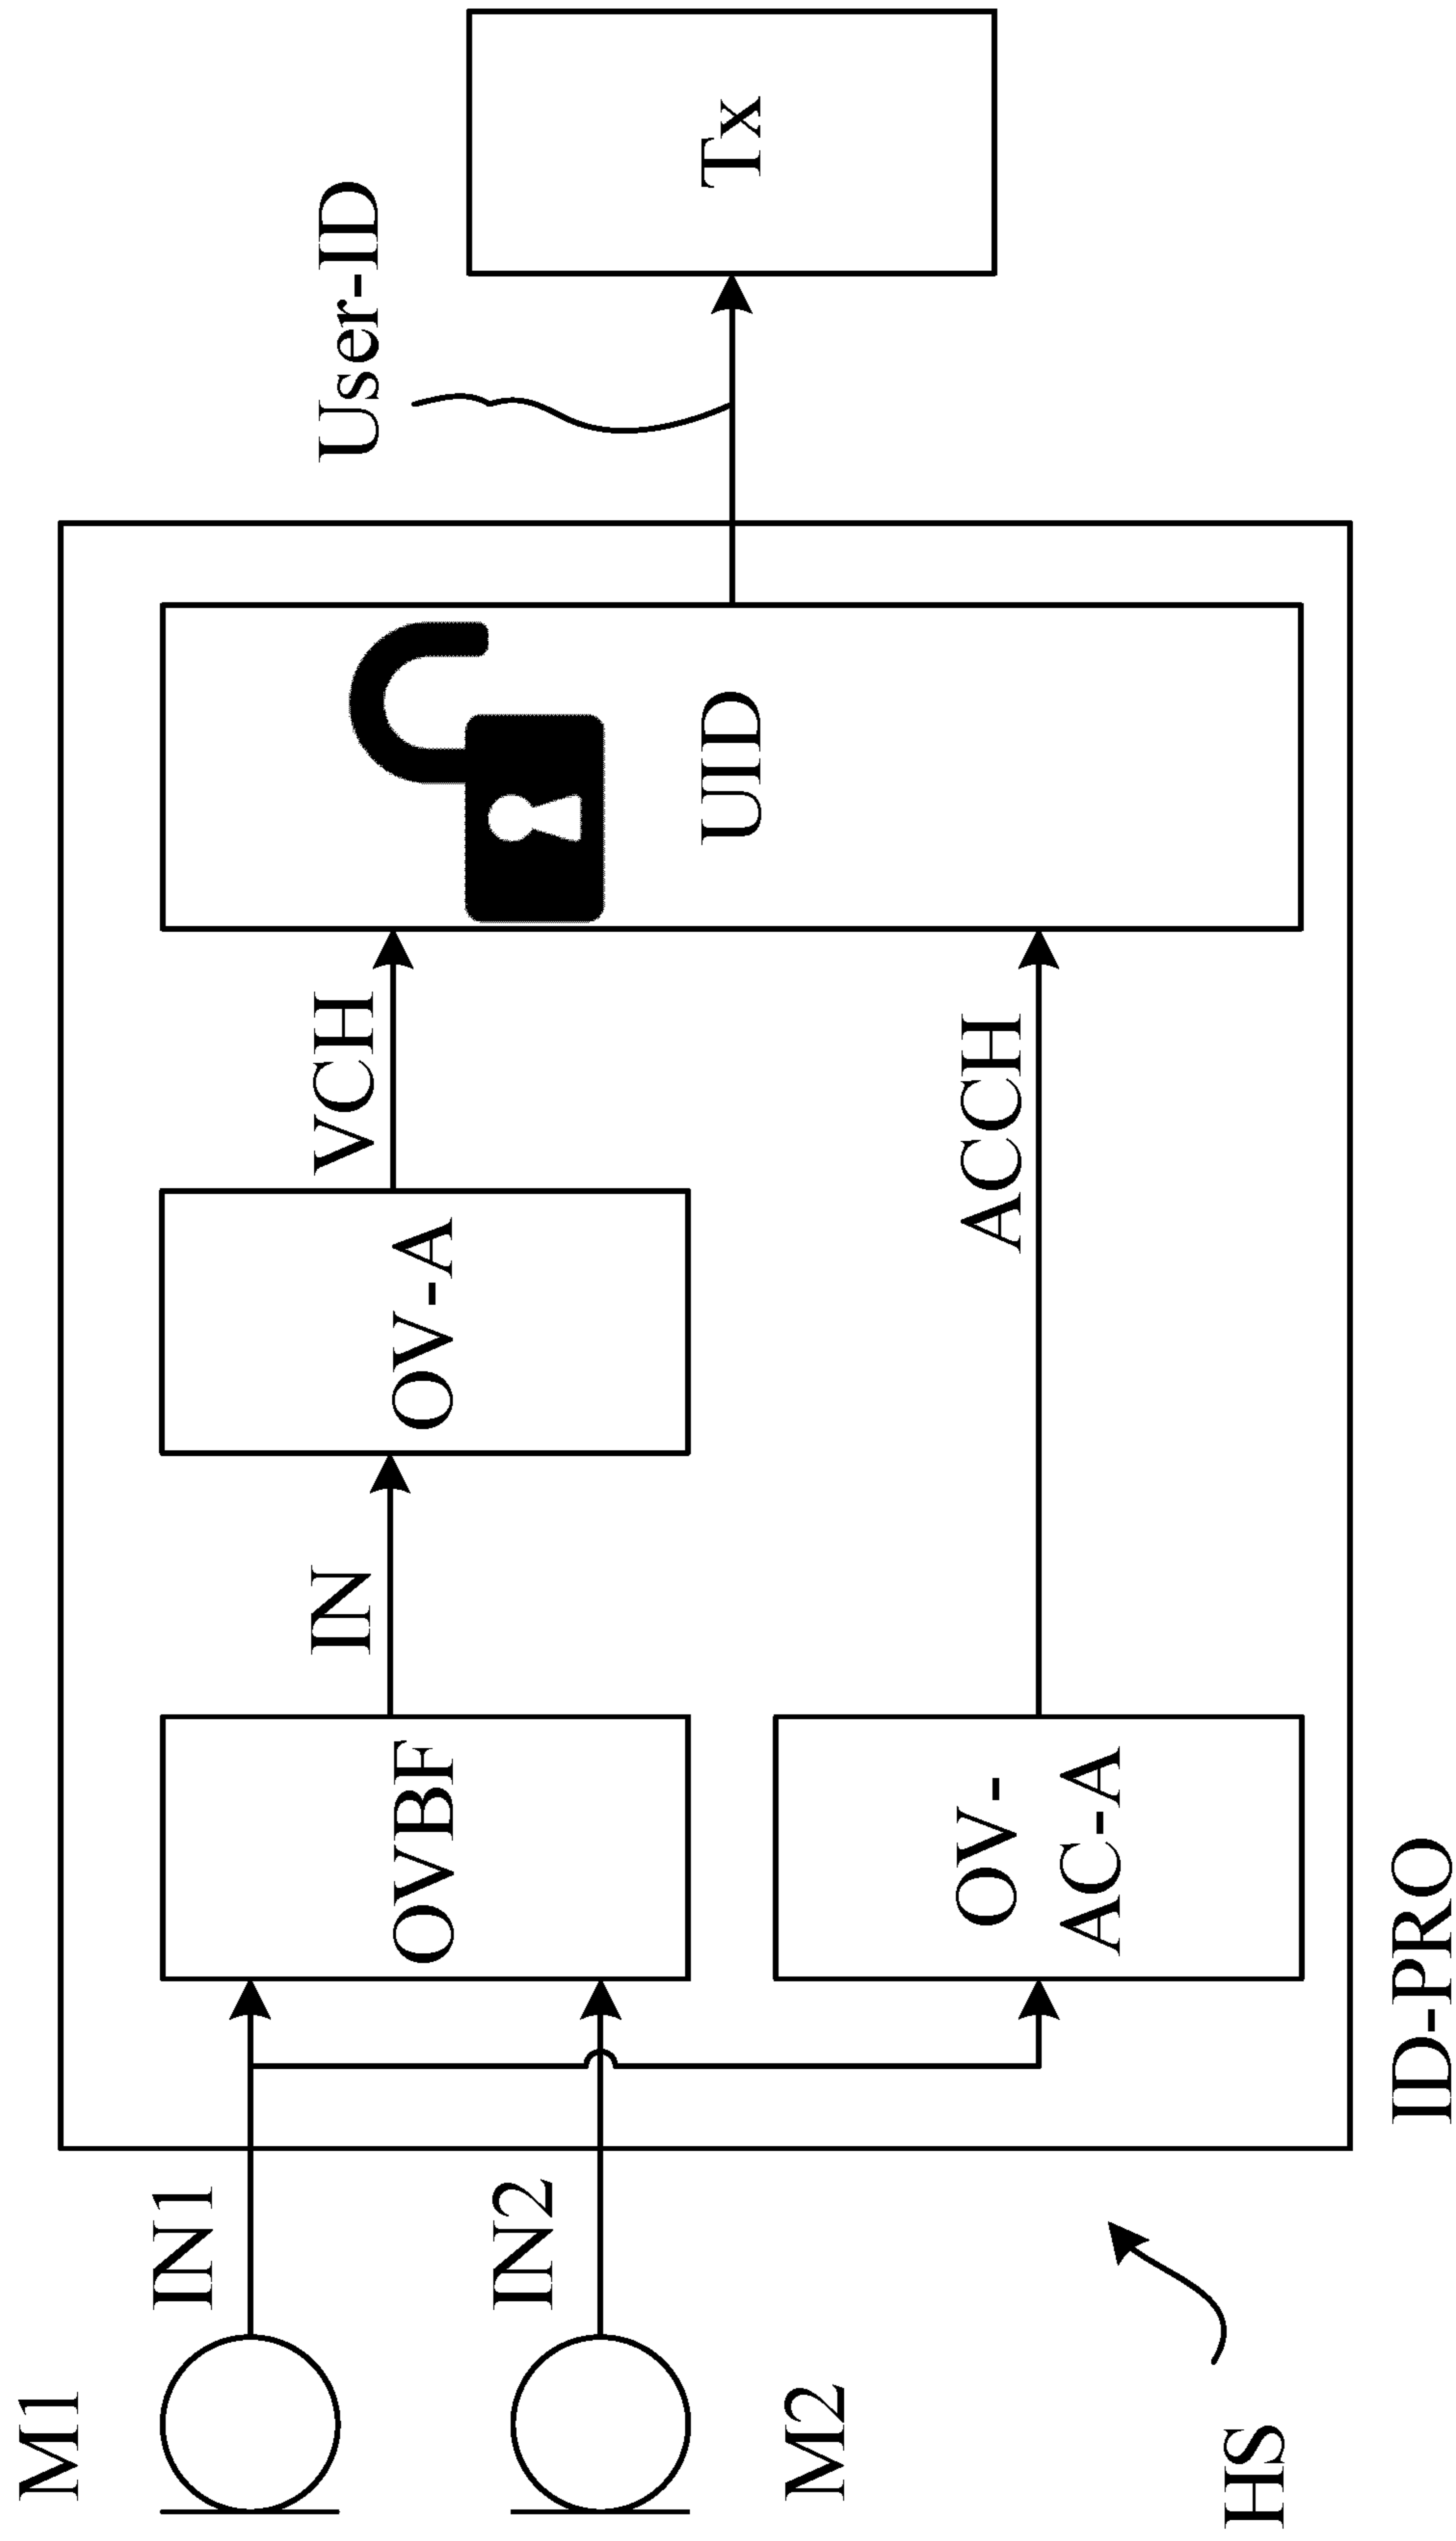 M1
IN1
IN2
M2
HS
ID-PRO
OVBF
IN
OV-A
VCH
OV-
AC-A
ACCH
UID
User-ID
Tx